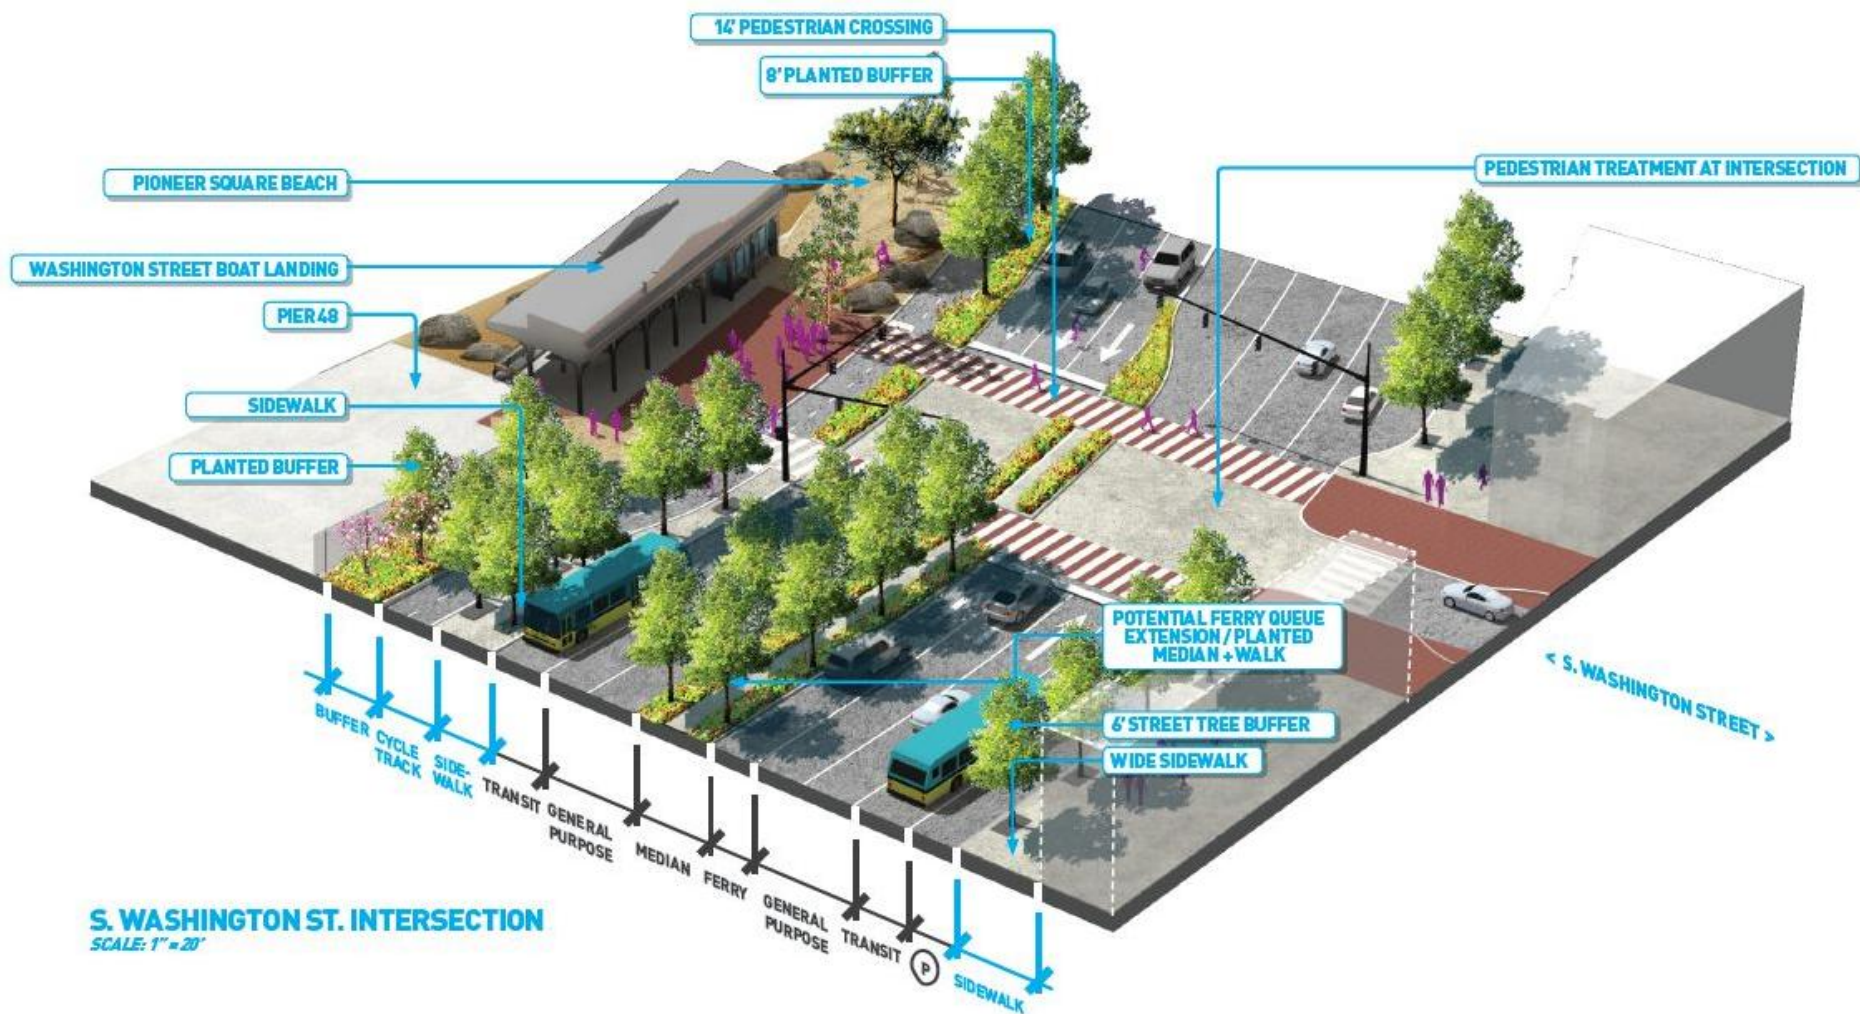 14' PEDESTRIAN CROSSING
8' PLANTED BUFFER
PIONEER SQUARE BEACH
PEDESTRIAN TREATMENT AT INTERSECTION
WASHINGTON STREET BOAT LANDING
PIER 48
SIDEWALK
PLANTED BUFFER
POTENTIAL FERRY QUEUE
EXTENSION / PLANTED
MEDIAN + WALK
6' STREET TREE BUFFER
WIDE SIDEWALK
< S. WASHINGTON STREET >
BUFFER
CYCLE
TRACK
SIDE-
WALK
TRANSIT
GENERAL
PURPOSE
MEDIAN
FERRY
GENERAL
PURPOSE
TRANSIT
P
SIDEWALK
S. WASHINGTON ST. INTERSECTION
SCALE: 1" = 20'